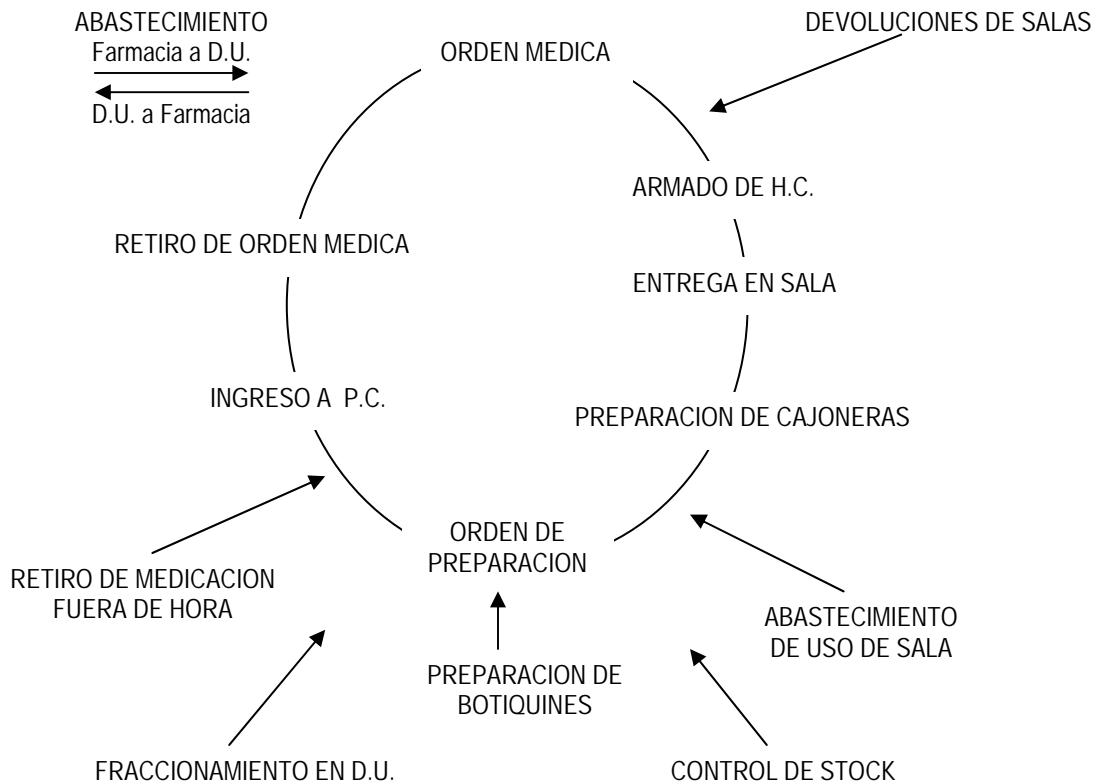 ABASTECIMIENTO
Farmacia a D.U.
D.U. a Farmacia
ORDEN MEDICA
DEVOLUCIONES DE SALAS
ARMADO DE H.C.
RETIRO DE ORDEN MEDICA
ENTREGA EN SALA
INGRESO A P.C.
PREPARACION DE CAJONERAS
ORDEN DE
PREPARACION
RETIRO DE MEDICACION
FUERA DE HORA
ABASTECIMIENTO
DE USO DE SALA
PREPARACION DE
BOTIQUINES
FRACCIONAMIENTO EN D.U.
CONTROL DE STOCK